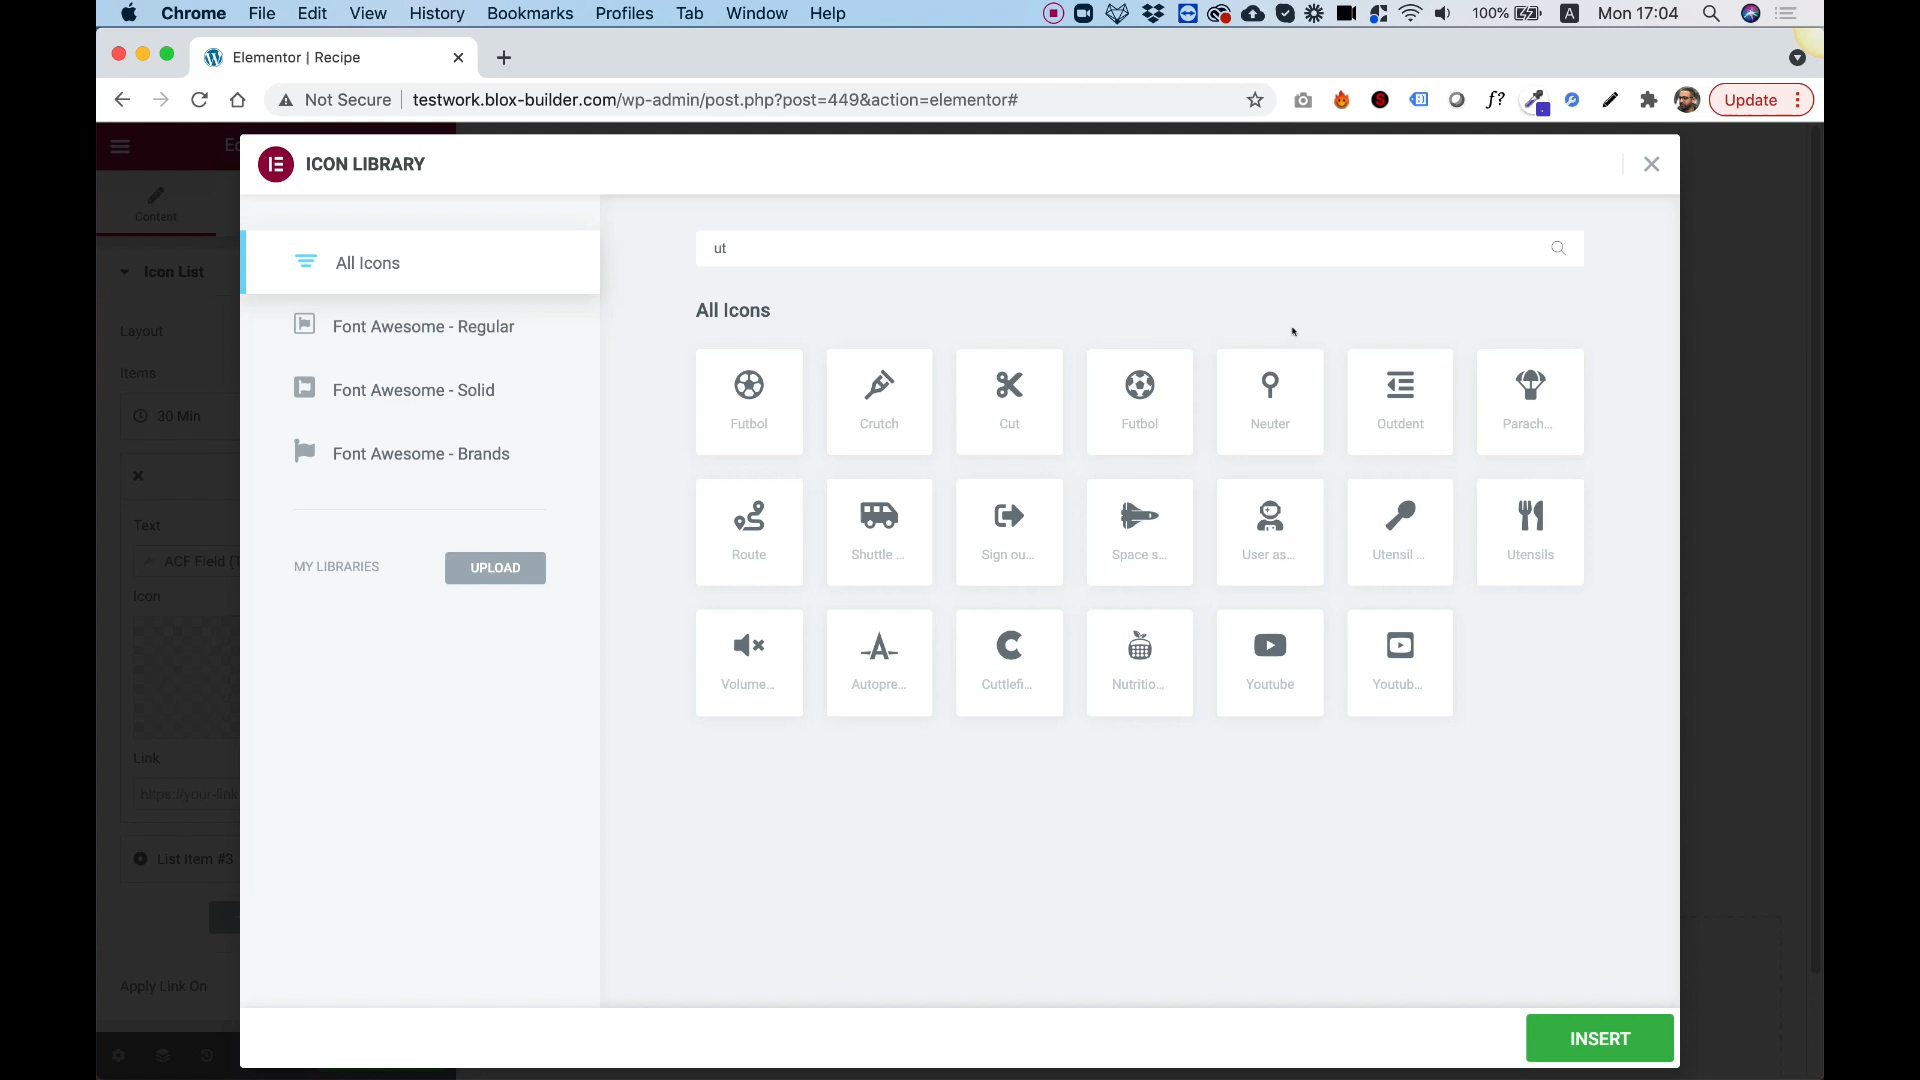 Chrome File Edit View History Bookmarks Profiles Tab Window Help 100% A Mon 17:04
Elementor | Recipe
Not Secure testwork.blox-builder.com/wp-admin/post.php?post=449&action=elementor# f? Update
ICON LIBRARY
Content
ut
All Icons
Icon List
All Icons
Font Awesome - Regular
Layout
Items
Font Awesome - Solid
30 Min
Futbol Crutch Cut Futbol Neuter Outdent Parach...
Font Awesome - Brands
Text
ACF Field (T
Route Shuttle ... Sign ou... Space s... User as... Utensil ... Utensils
MY LIBRARIES UPLOAD
Icon
Volume... Autopre... Cuttlefi... Nutritio... Youtube Youtub...
Link
https://your-link
List Item #3
Apply Link On
INSERT